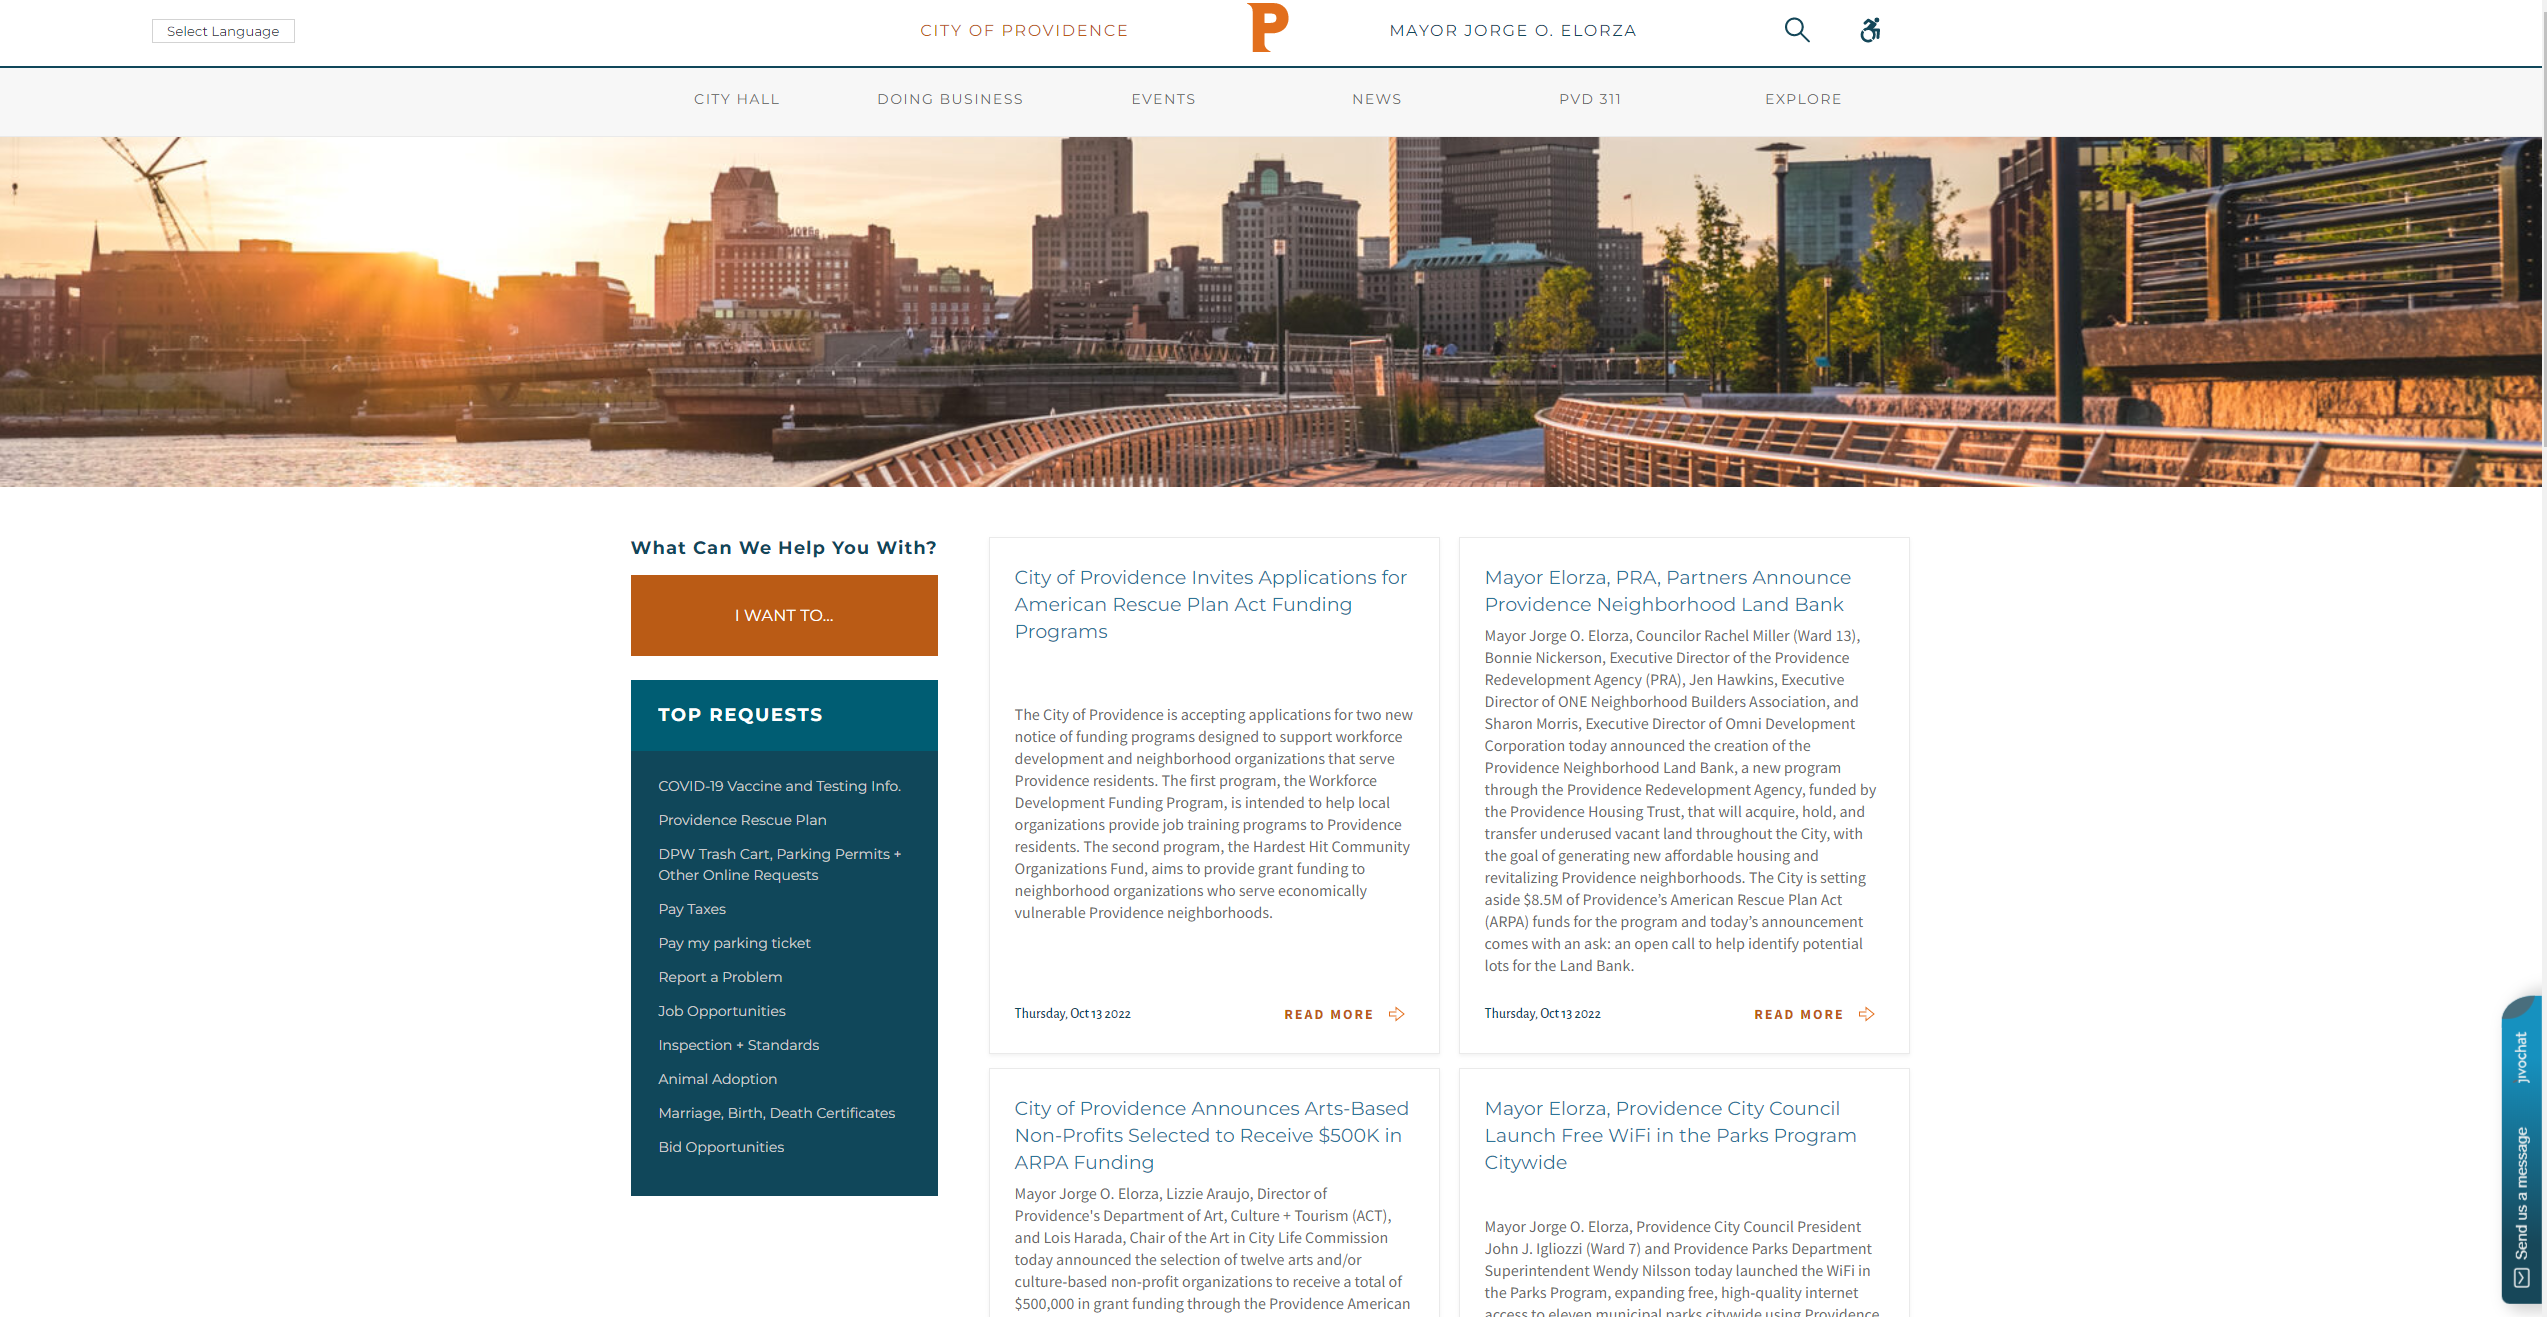 Select Language
CITY OF PROVIDENCE
P
MAYOR JORGE O. ELORZA
CITY HALL
DOING BUSINESS
EVENTS
NEWS
PVD 311
EXPLORE
What Can We Help You With?
I WANT TO...
TOP REQUESTS
COVID-19 Vaccine and Testing Info.
Providence Rescue Plan
DPW Trash Cart, Parking Permits +
Other Online Requests
Pay Taxes
Pay my parking ticket
Report a Problem
Job Opportunities
Inspection + Standards
Animal Adoption
Marriage, Birth, Death Certificates
Bid Opportunities
City of Providence Invites Applications for
American Rescue Plan Act Funding
Programs
The City of Providence is accepting applications for two new
notice of funding programs designed to support workforce
development and neighborhood organizations that serve
Providence residents. The first program, the Workforce
Development Funding Program, is intended to help local
organizations provide job training programs to Providence
residents. The second program, the Hardest Hit Community
Organizations Fund, aims to provide grant funding to
neighborhood organizations who serve economically
vulnerable Providence neighborhoods.
Thursday, Oct 13 2022
READ MORE
Mayor Elorza, PRA, Partners Announce
Providence Neighborhood Land Bank
Mayor Jorge O. Elorza, Councilor Rachel Miller (Ward 13),
Bonnie Nickerson, Executive Director of the Providence
Redevelopment Agency (PRA), Jen Hawkins, Executive
Director of ONE Neighborhood Builders Association, and
Sharon Morris, Executive Director of Omni Development
Corporation today announced the creation of the
Providence Neighborhood Land Bank, a new program
through the Providence Redevelopment Agency, funded by
the Providence Housing Trust, that will acquire, hold, and
transfer underused vacant land throughout the City, with
the goal of generating new affordable housing and
revitalizing Providence neighborhoods. The City is setting
aside $8.5M of Providence’s American Rescue Plan Act
(ARPA) funds for the program and today’s announcement
comes with an ask: an open call to help identify potential
lots for the Land Bank.
Thursday, Oct 13 2022
READ MORE
City of Providence Announces Arts-Based
Non-Profits Selected to Receive $500K in
ARPA Funding
Mayor Jorge O. Elorza, Lizzie Araujo, Director of
Providence's Department of Art, Culture + Tourism (ACT),
and Lois Harada, Chair of the Art in City Life Commission
today announced the selection of twelve arts and/or
culture-based non-profit organizations to receive a total of
$500,000 in grant funding through the Providence American
Mayor Elorza, Providence City Council
Launch Free WiFi in the Parks Program
Citywide
Mayor Jorge O. Elorza, Providence City Council President
John J. Igliozzi (Ward 7) and Providence Parks Department
Superintendent Wendy Nilsson today launched the WiFi in
the Parks Program, expanding free, high-quality internet
access to eleven municipal parks citywide using Providence
Send us a message
jivochat